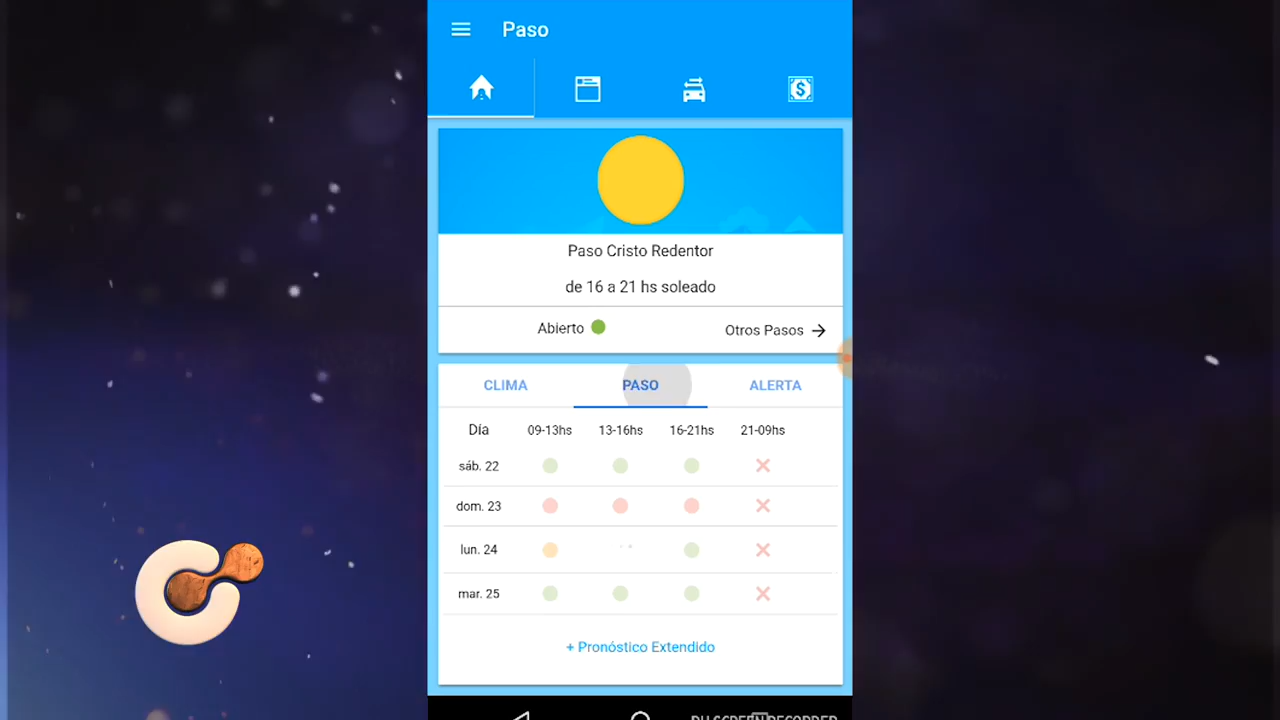 Paso
Paso Cristo Redentor
de 16 a 21 hs soleado
Abierto
Otros Pasos
CLIMA
PASO
ALERTA
Día 09-13hs 13-16hs 16-21hs 21-09hs
sáb. 22
dom. 23
lun. 24
mar. 25
+ Pronóstico Extendido